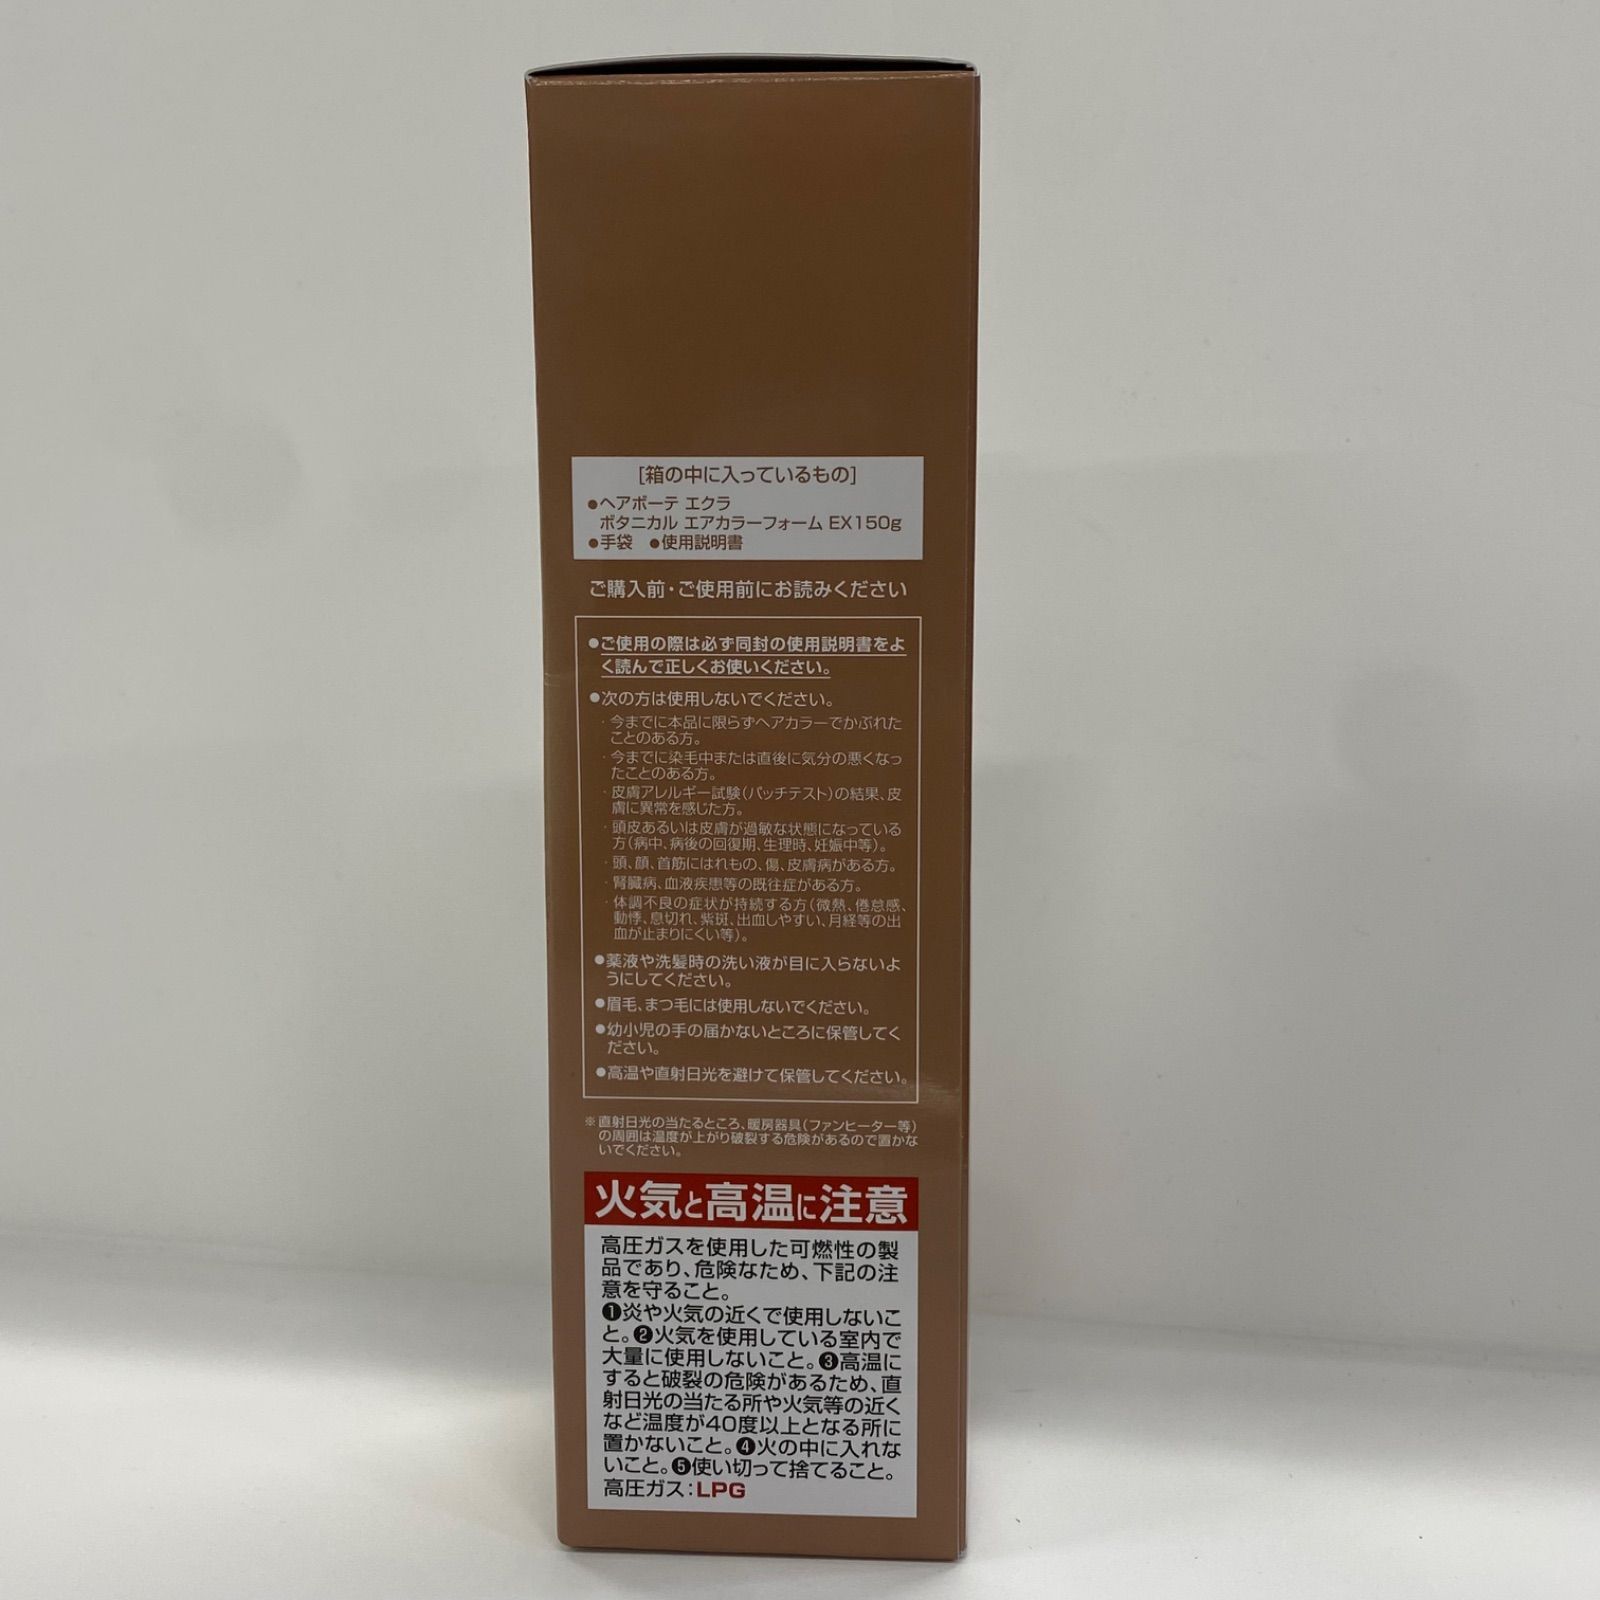 [箱の中に入っているもの]
●ヘアボーテ エクラ
ボタニカル エアカラーフォーム EX150g
●手袋 ●使用説明書
ご購入前・ご使用前にお読みください
●ご使用の際は必ず同封の使用説明書をよ
く読んで正しくお使いください。
●次の方は使用しないでください。
・今までに本品に限らずヘアカラーでかぶれた
ことのある方。
・今までに染毛中または直後に気分の悪くなっ
たことのある方。
・皮膚アレルギー試験(パッチテスト)の結果、皮
膚に異常を感じた方。
・頭皮あるいは皮膚が過敏な状態になっている
方(病中、病後の回復期、生理時、妊娠中等)。
・頭、顔、首筋にはれもの、傷、皮膚病がある方。
・腎臓病、血液疾患等の既往症がある方。
・体調不良の症状が持続する方(微熱、倦怠感、
動悸、息切れ、紫斑、出血しやすい、月経等の出
血が止まりにくい等)。
●薬液や洗髪時の洗い液が目に入らないよ
うにしてください。
●眉毛、まつ毛には使用しないでください。
●幼小児の手の届かないところに保管してく
ださい。
●高温や直射日光を避けて保管してください。
※直射日光の当たるところ、暖房器具(ファンヒーター等)
の周囲は温度が上がり破裂する危険があるので置かな
いでください。
火気と高温に注意
高圧ガスを使用した可燃性の製
品であり、危険なため、下記の注
意を守ること。
❶炎や火気の近くで使用しないこ
と。❷火気を使用している室内で
大量に使用しないこと。❸高温に
すると破裂の危険があるため、直
射日光の当たる所や火気等の近く
など温度が40度以上となる所に
置かないこと。❹火の中に入れな
いこと。❺使い切って捨てること。
高圧ガス：LPG